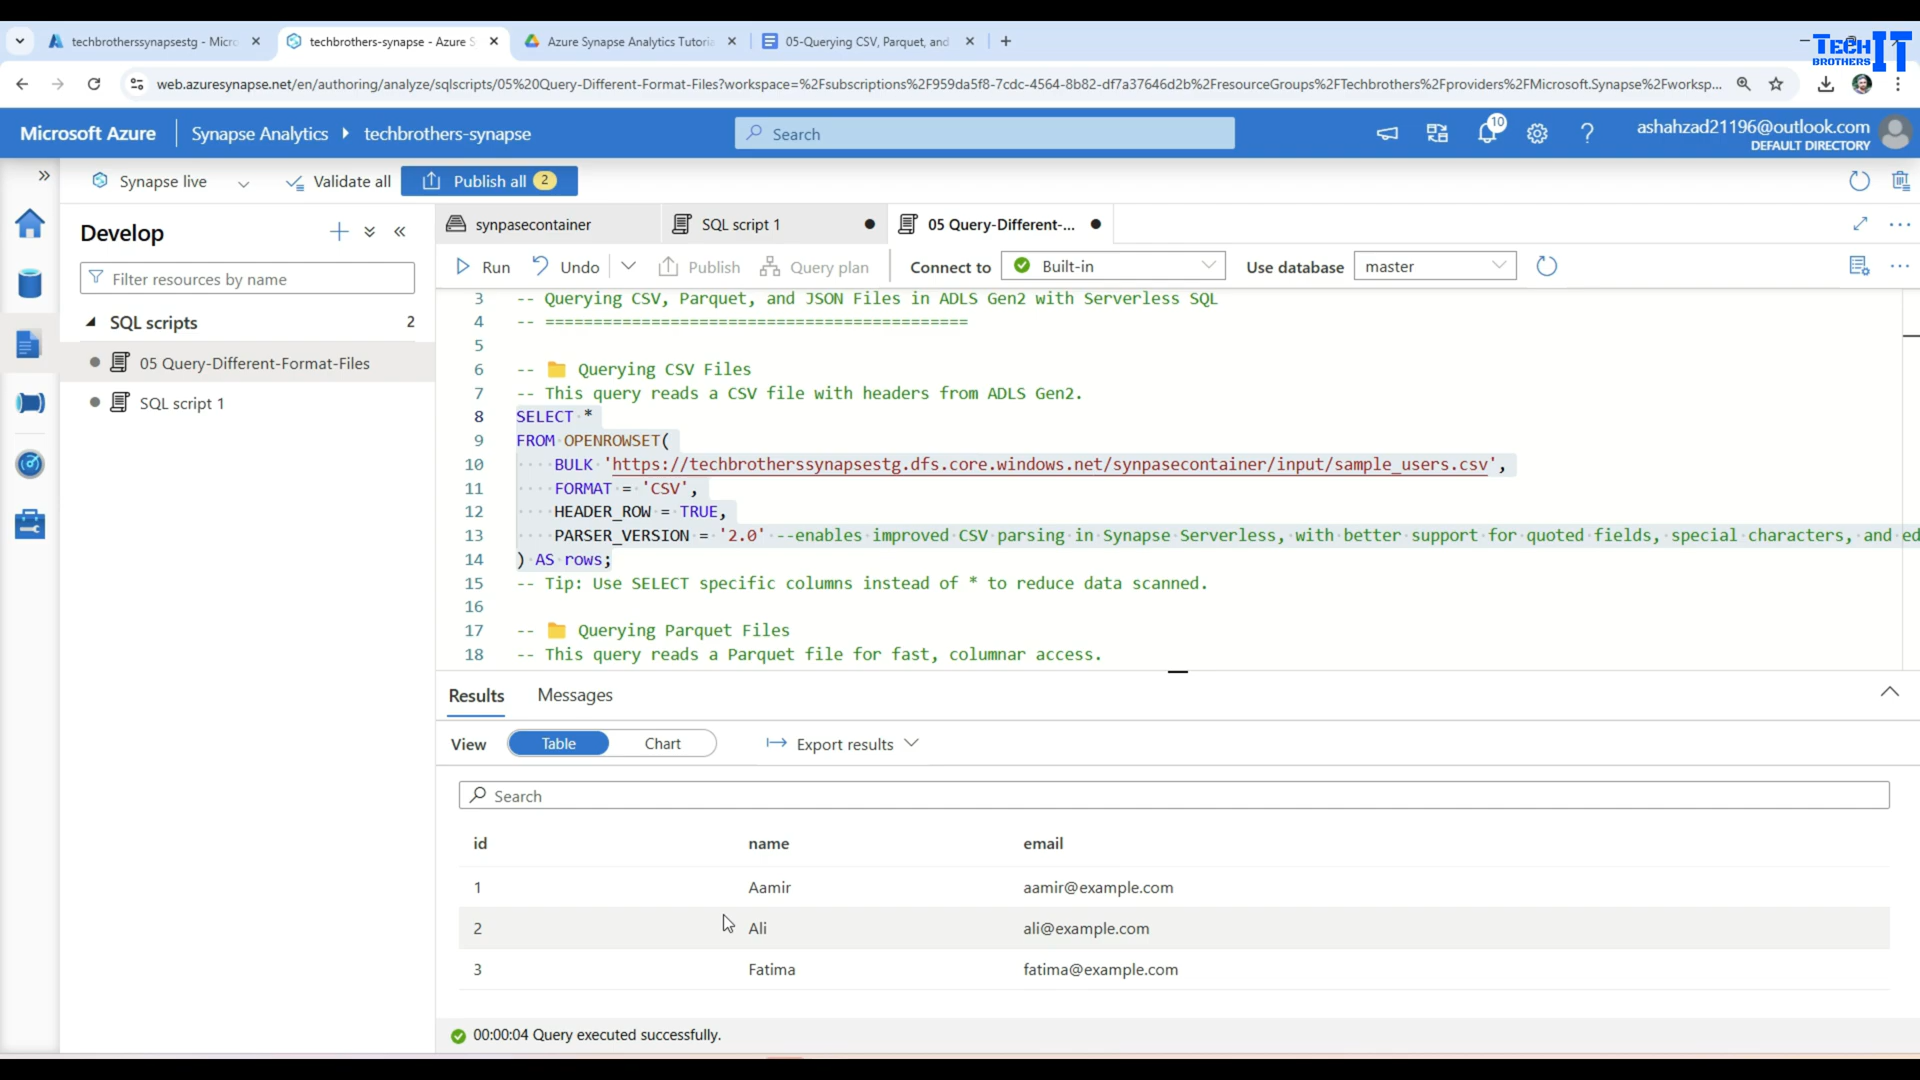 techbrotherssynapsestg - Micro
techbrothers-synapse - Azure S
Azure Synapse Analytics Tutoria
05-Querying CSV, Parquet, and
TECH IT
BROTHERS
web.azuresynapse.net/en/authoring/analyze/sqlscripts/05%20Query-Different-Format-Files?workspace=%2Fsubscriptions%2F959da5f8-7cdc-4564-8b82-df7a37646d2b%2FresourceGroups%2FTechbrothers%2Fproviders%2FMicrosoft.Synapse%2Fworksp...
Microsoft Azure
Synapse Analytics
techbrothers-synapse
Search
10
ashahzad21196@outlook.com
DEFAULT DIRECTORY
Synapse live
Validate all
Publish all 2
Develop
Filter resources by name
SQL scripts 2
05 Query-Different-Format-Files
SQL script 1
synpasecontainer
SQL script 1
05 Query-Different-...
Run
Undo
Publish
Query plan
Connect to
Built-in
Use database
master
3 -- Querying CSV, Parquet, and JSON Files in ADLS Gen2 with Serverless SQL
4 -- ============================================
5
6 -- 📁 Querying CSV Files
7 -- This query reads a CSV file with headers from ADLS Gen2.
8 SELECT *
9 FROM OPENROWSET(
10 BULK 'https://techbrotherssynapsestg.dfs.core.windows.net/synpasecontainer/input/sample_users.csv',
11 FORMAT = 'CSV',
12 HEADER_ROW = TRUE,
13 PARSER_VERSION = '2.0' --enables improved CSV parsing in Synapse Serverless, with better support for quoted fields, special characters, and ed
14 ) AS rows;
15 -- Tip: Use SELECT specific columns instead of * to reduce data scanned.
16
17 -- 📁 Querying Parquet Files
18 -- This query reads a Parquet file for fast, columnar access.
Results
Messages
View
Table
Chart
Export results
Search
id name email
1 Aamir aamir@example.com
2 Ali ali@example.com
3 Fatima fatima@example.com
00:00:04 Query executed successfully.